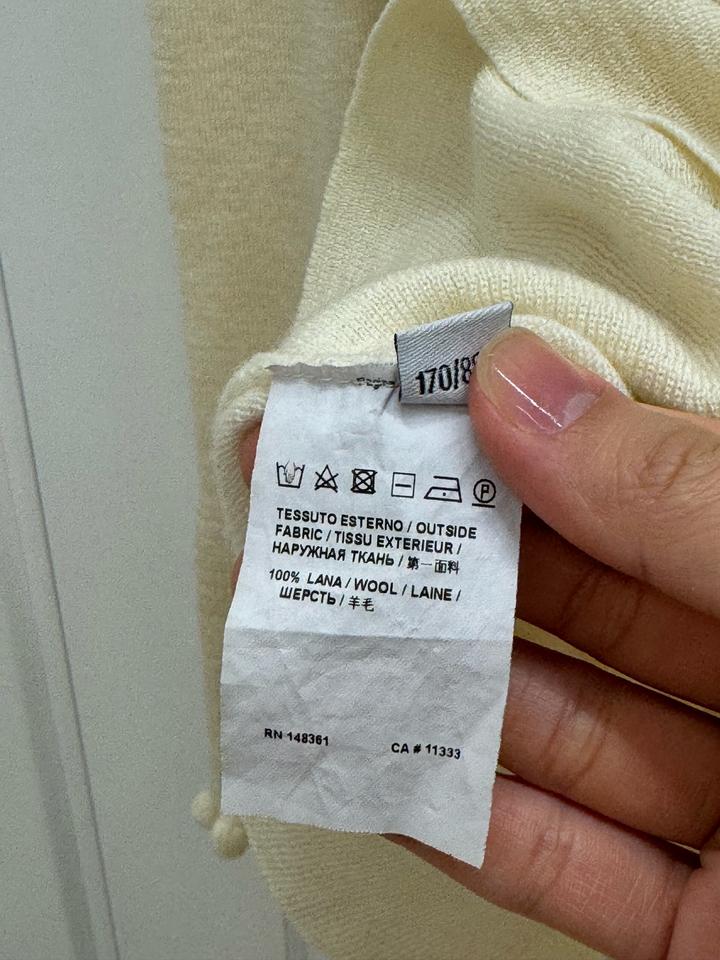 170/8
TESSUTO ESTERNO / OUTSIDE
FABRIC / TISSU EXTERIEUR /
НАРУЖНАЯ ТКАНЬ / 第一面料
100% LANA / WOOL / LAINE /
ШЕРСТЬ / 羊毛
RN 148361 CA # 11333